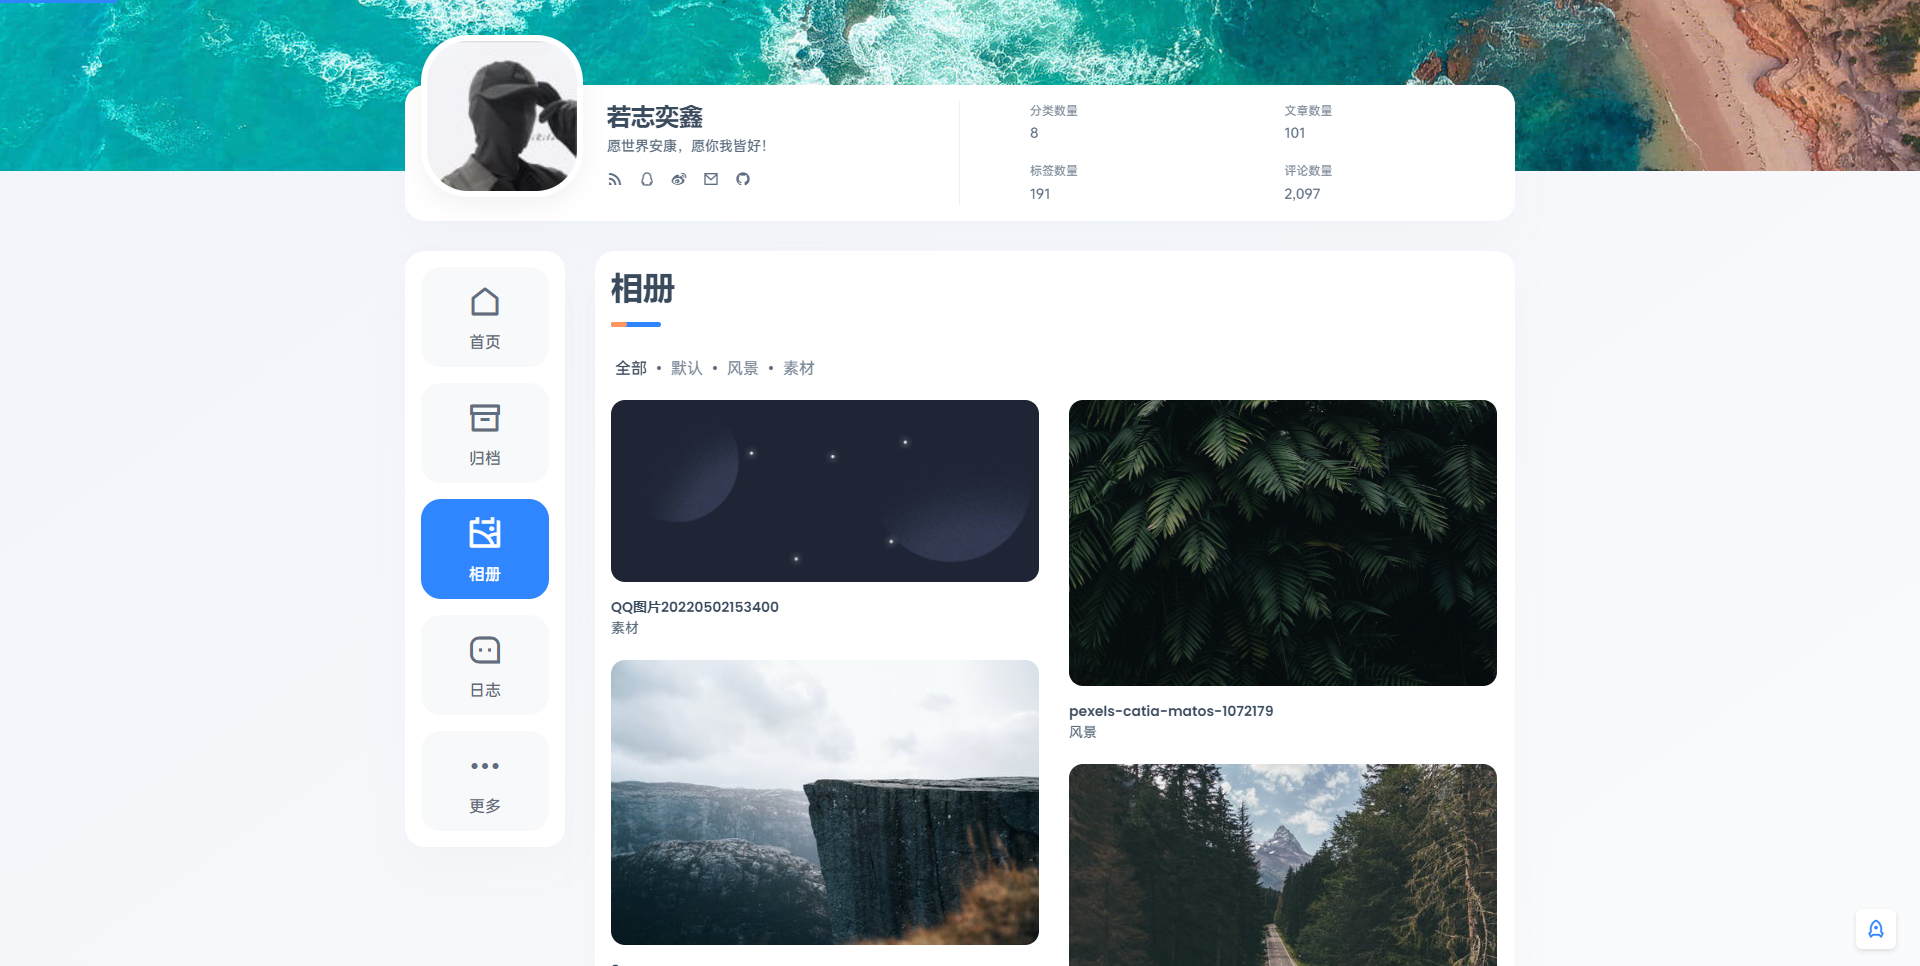 若志奕鑫
愿世界安康，愿你我皆好！
分类数量
8
文章数量
101
标签数量
191
评论数量
2,097
首页
归档
相册
日志
更多
相册
全部 • 默认 • 风景 • 素材
QQ图片20220502153400
素材
pexels-catia-matos-1072179
风景